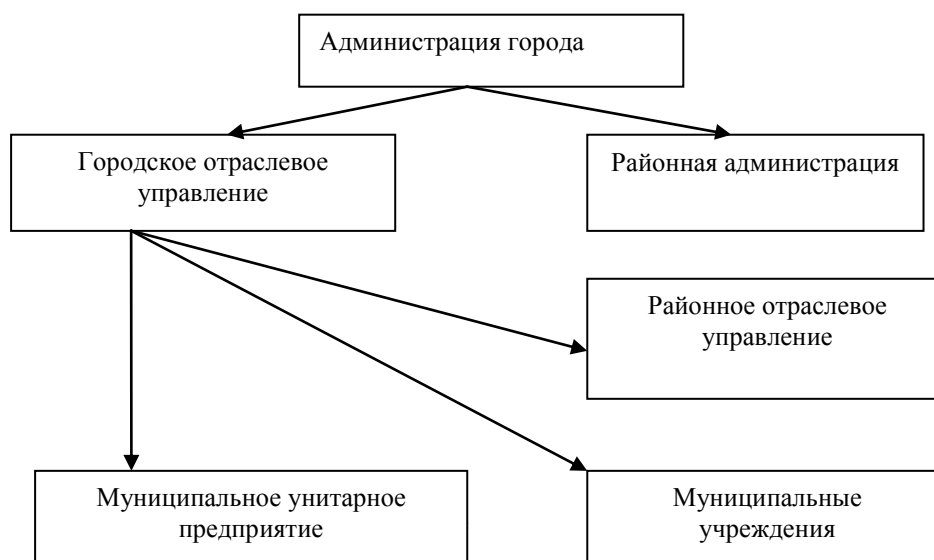 Администрация города
Городское отраслевое
управление
Районная администрация
Районное отраслевое
управление
Муниципальное унитарное
предприятие
Муниципальные
учреждения